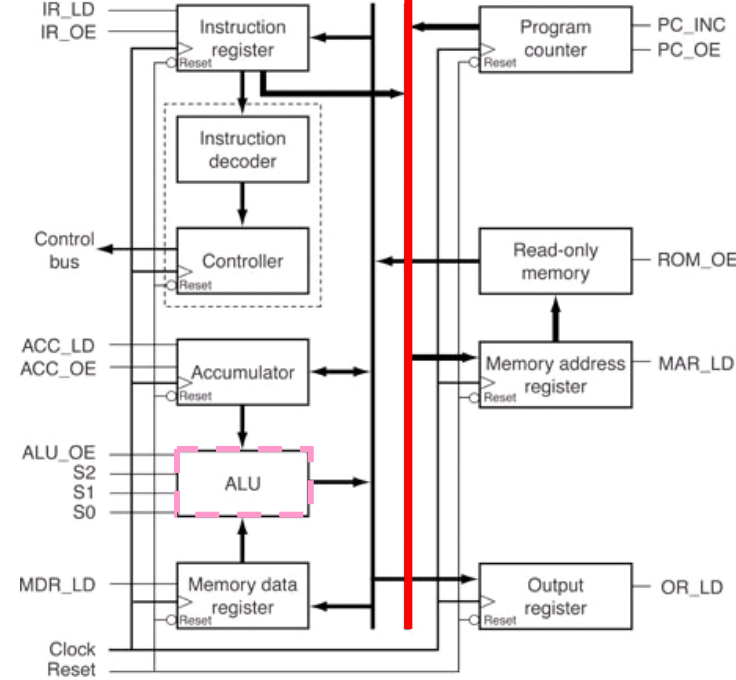 IR_LD
IR_OE
Instruction
register
Reset
Program
counter
Reset
PC_INC
PC_OE
Instruction
decoder
Control
bus
Controller
Reset
Read-only
memory
ROM_OE
ACC_LD
ACC_OE
Accumulator
Reset
Memory address
register
Reset
MAR_LD
ALU_OE
S2
S1
S0
ALU
MDR_LD
Memory data
register
Reset
Output
register
Reset
OR_LD
Clock
Reset